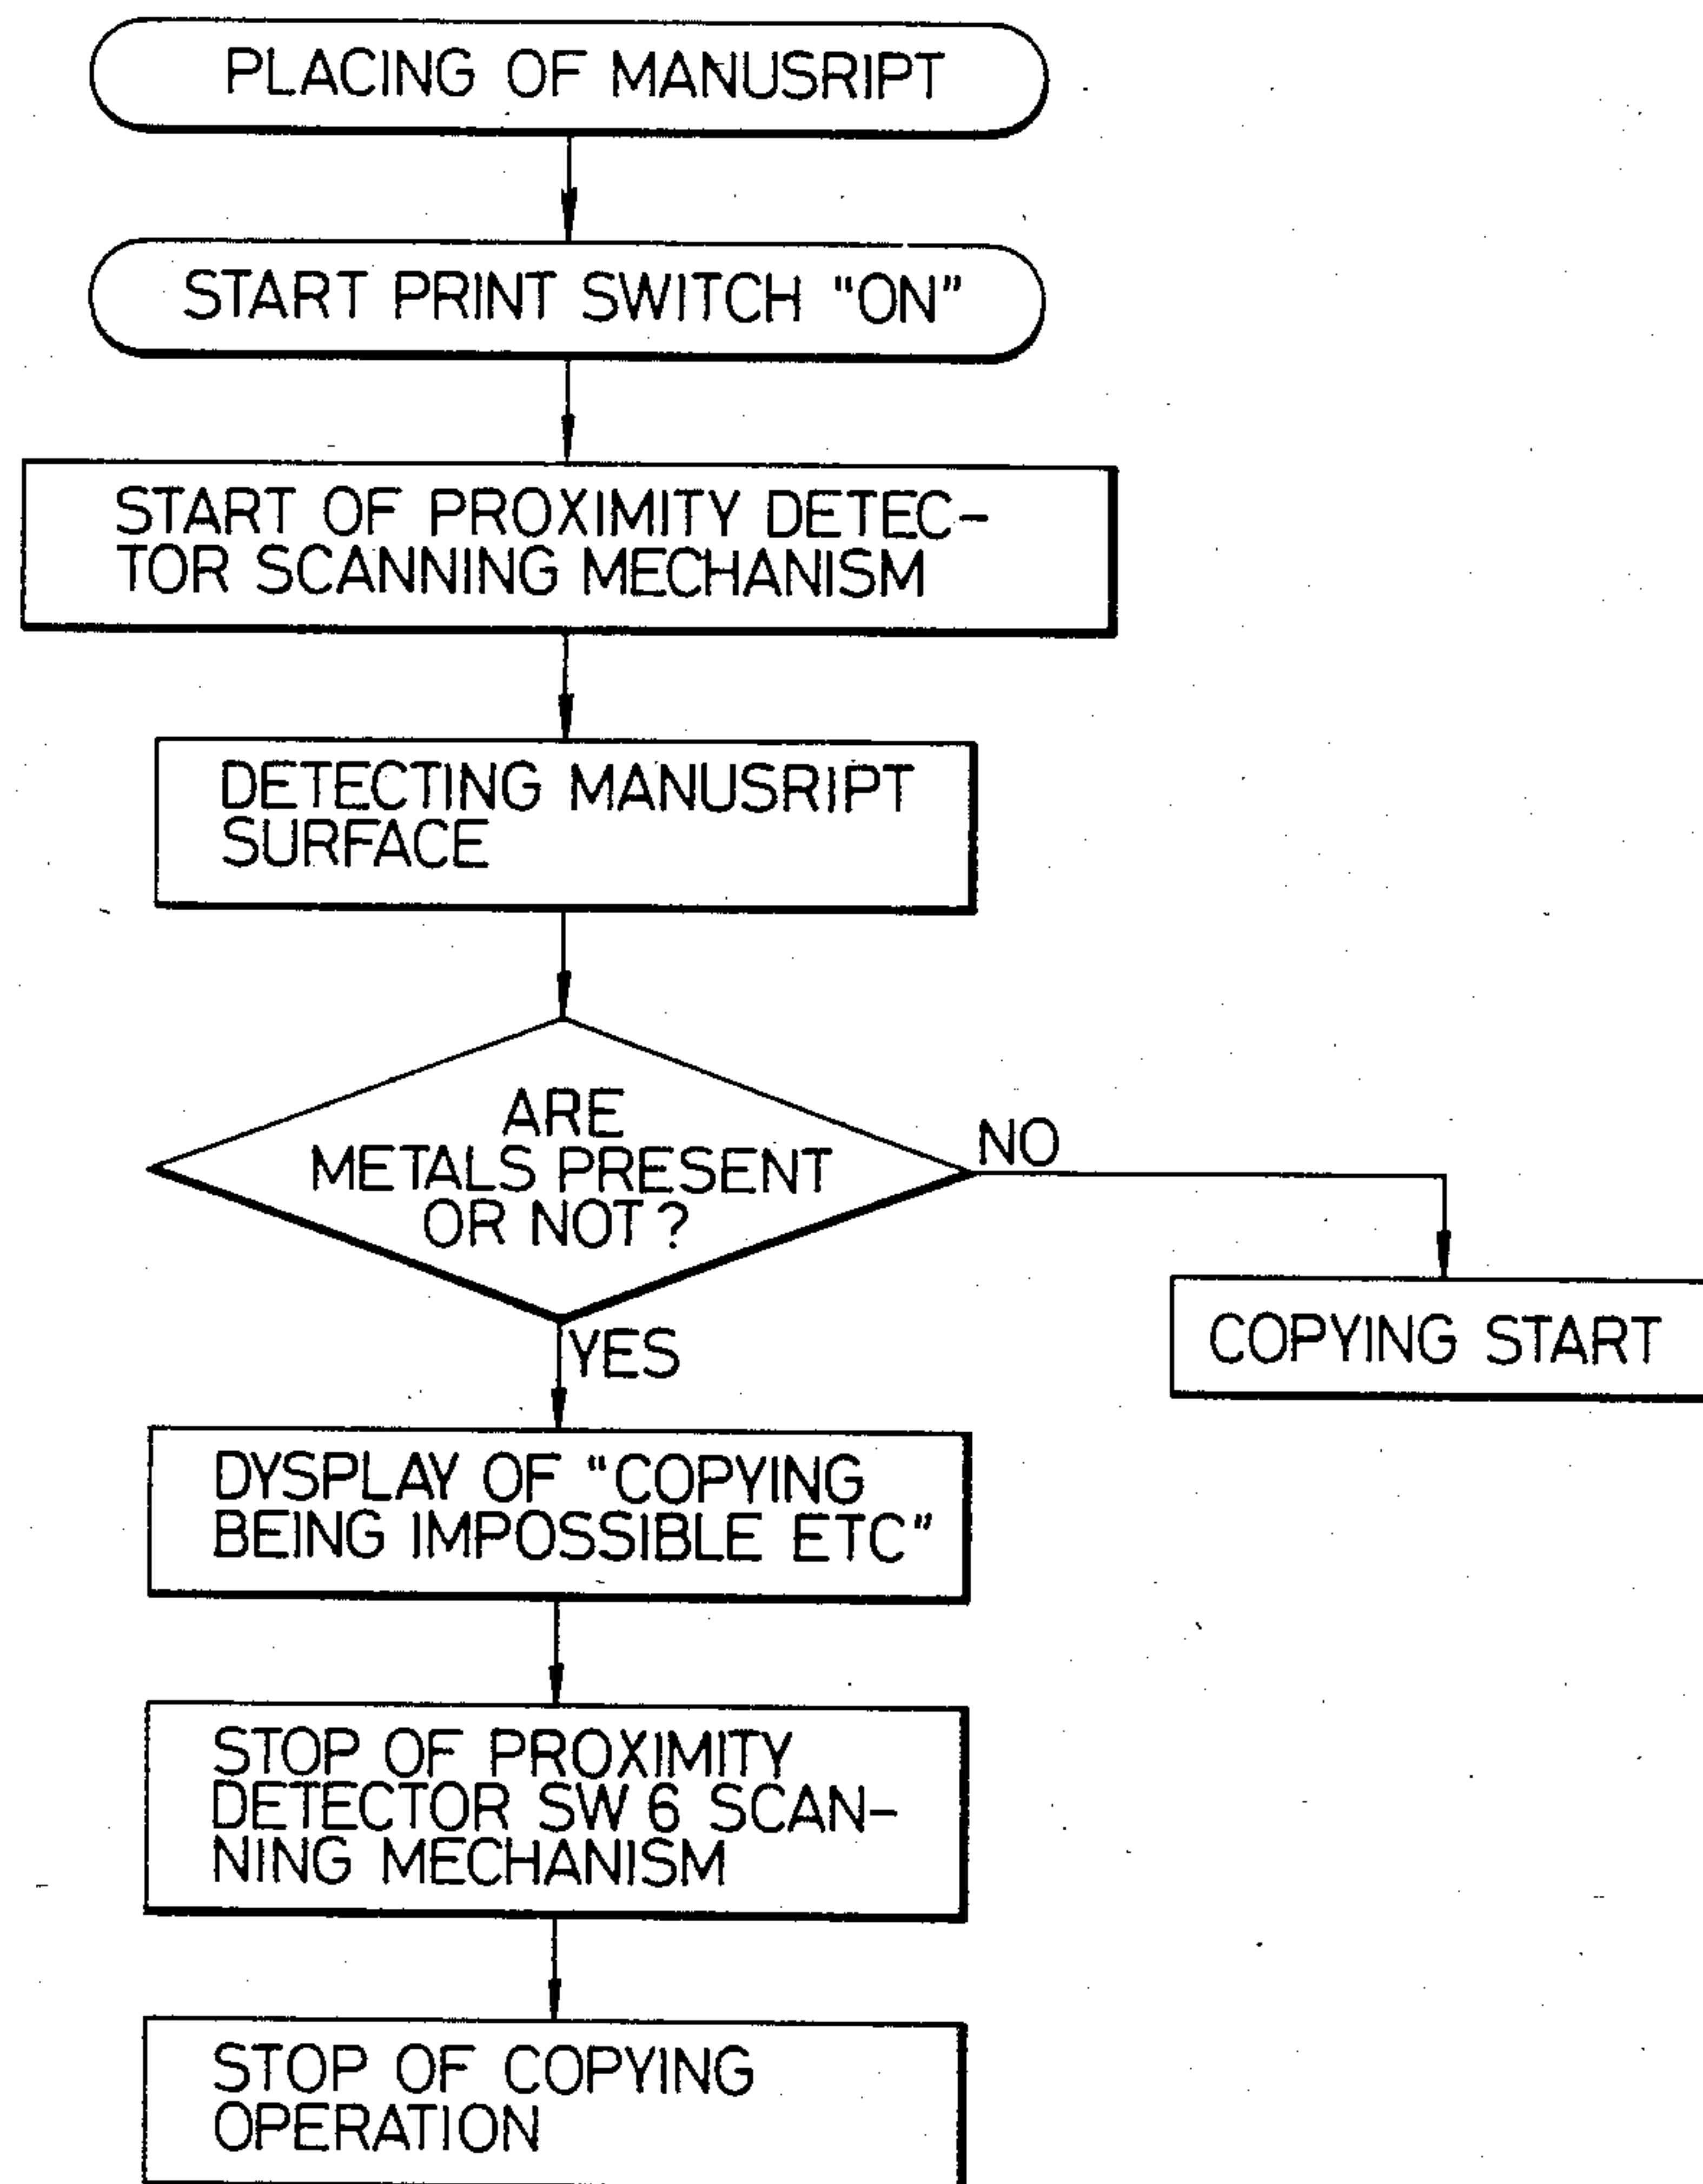 PLACING OF MANUSRIPT
START PRINT SWITCH "ON"
START OF PROXIMITY DETEC-
TOR SCANNING MECHANISM
DETECTING MANUSRIPT
SURFACE
ARE
METALS PRESENT
OR NOT?
NO
COPYING START
YES
DYSPLAY OF "COPYING
BEING IMPOSSIBLE ETC"
STOP OF PROXIMITY
DETECTOR SW 6 SCAN-
NING MECHANISM
STOP OF COPYING
OPERATION